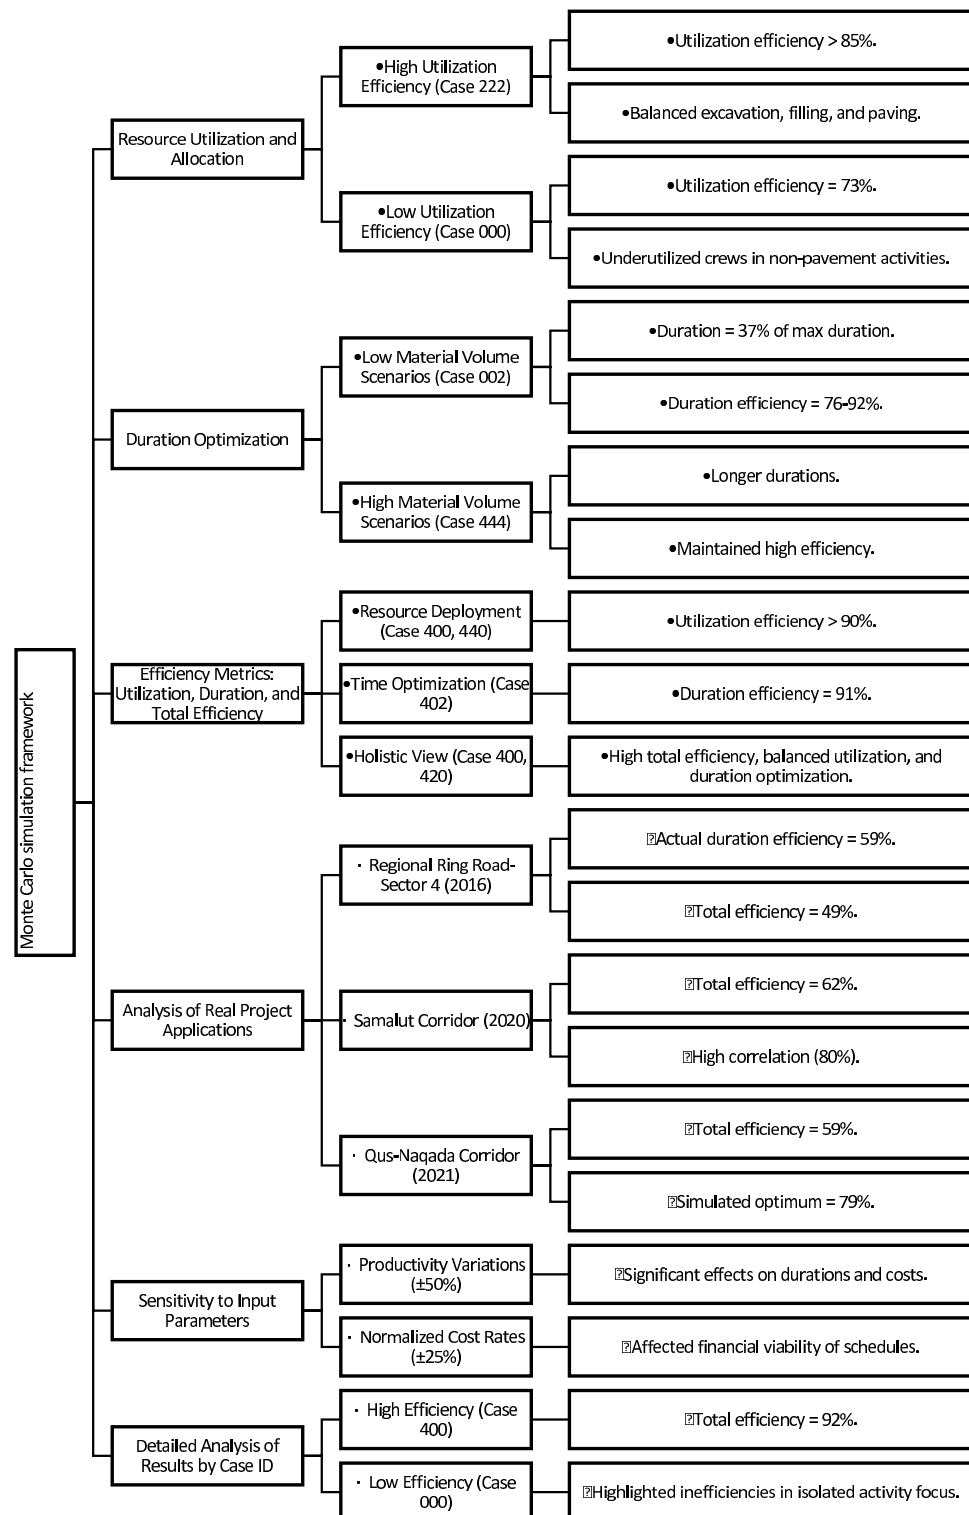 Monte Carlo simulation framework
Resource Utilization and
Allocation
•High Utilization
Efficiency (Case 222)
•Utilization efficiency > 85%.
•Balanced excavation, filling, and paving.
•Low Utilization
Efficiency (Case 000)
•Utilization efficiency = 73%.
•Underutilized crews in non-pavement activities.
Duration Optimization
•Low Material Volume
Scenarios (Case 002)
•Duration = 37% of max duration.
•Duration efficiency = 76-92%.
•High Material Volume
Scenarios (Case 444)
•Longer durations.
•Maintained high efficiency.
Efficiency Metrics:
Utilization, Duration, and
Total Efficiency
•Resource Deployment
(Case 400, 440)
•Utilization efficiency > 90%.
•Time Optimization (Case
402)
•Duration efficiency = 91%.
•Holistic View (Case 400,
420)
•High total efficiency, balanced utilization, and
duration optimization.
Analysis of Real Project
Applications
· Regional Ring Road-
Sector 4 (2016)
Actual duration efficiency = 59%.
Total efficiency = 49%.
· Samalut Corridor (2020)
Total efficiency = 62%.
High correlation (80%).
· Qus-Naqada Corridor
(2021)
Total efficiency = 59%.
Simulated optimum = 79%.
Sensitivity to Input
Parameters
· Productivity Variations
(±50%)
Significant effects on durations and costs.
· Normalized Cost Rates
(±25%)
Affected financial viability of schedules.
Detailed Analysis of
Results by Case ID
· High Efficiency (Case
400)
Total efficiency = 92%.
· Low Efficiency (Case
000)
Highlighted inefficiencies in isolated activity focus.